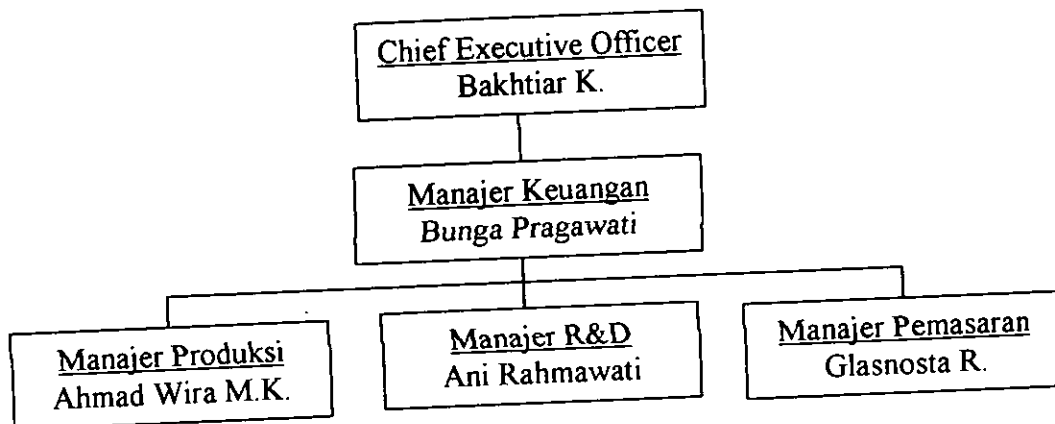 Chief Executive Officer
Bakhtiar K.
Manajer Keuangan
Bunga Pragawati
Manajer Produksi
Ahmad Wira M.K.
Manajer R&D
Ani Rahmawati
Manajer Pemasaran
Glasnosta R.